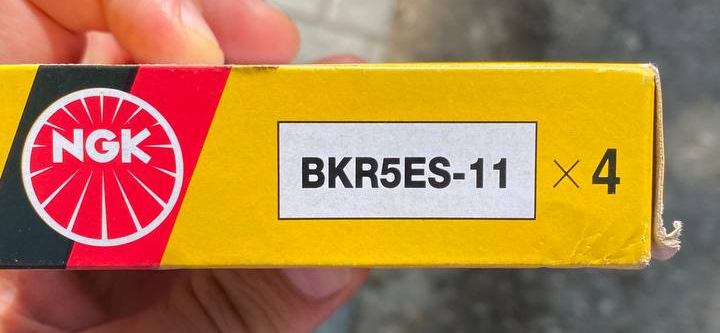 NGK
BKR5ES-11 × 4